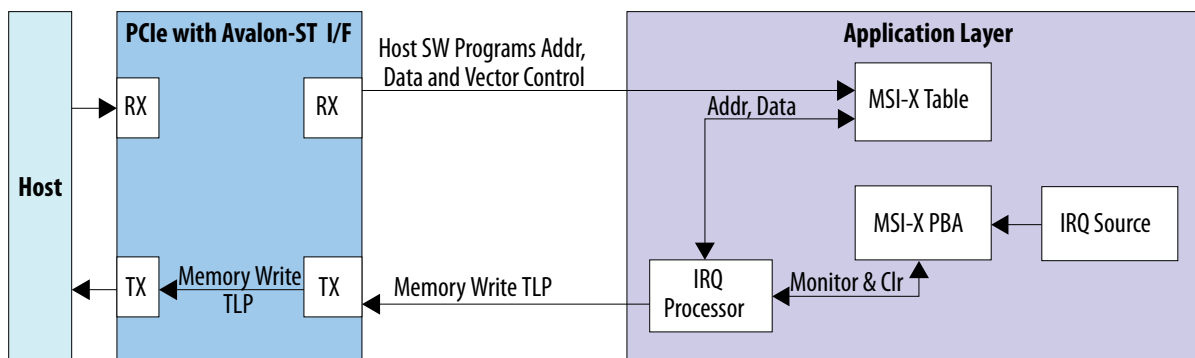 PCIe with Avalon-ST I/F
Application Layer
Host SW Programs Addr,
Data and Vector Control
RX
RX
MSI-X Table
Addr, Data
Host
MSI-X PBA
IRQ Source
TX
Memory Write
TLP
TX
Memory Write TLP
IRQ
Processor
Monitor & Clr